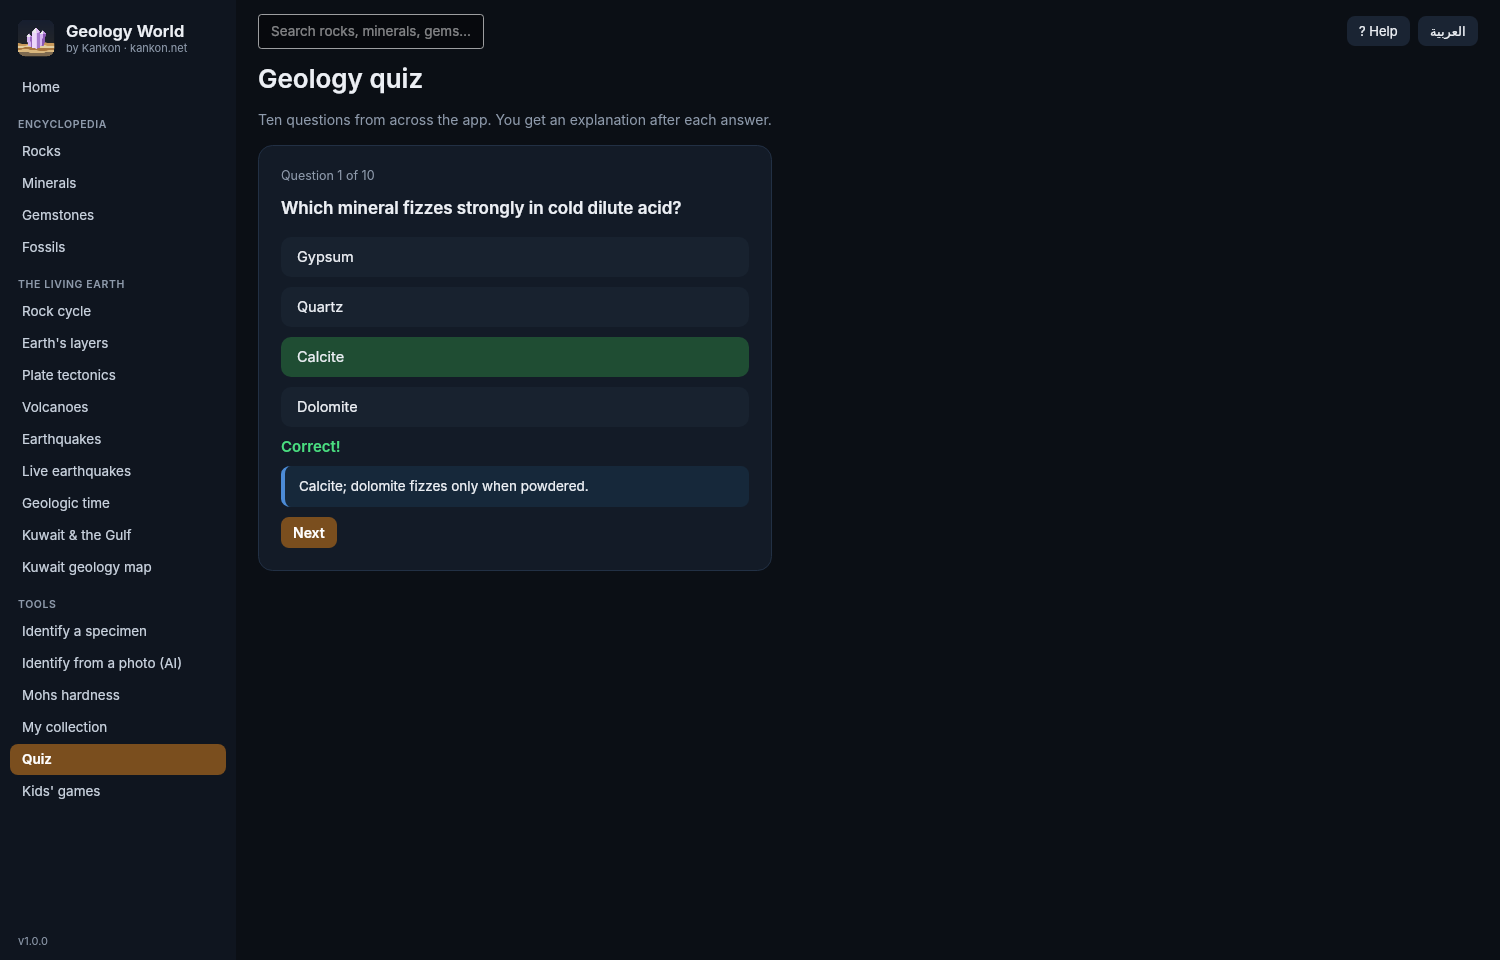 Geology World
by Kankon · kankon.net
Home
ENCYCLOPEDIA
Rocks
Minerals
Gemstones
Fossils
THE LIVING EARTH
Rock cycle
Earth's layers
Plate tectonics
Volcanoes
Earthquakes
Live earthquakes
Geologic time
Kuwait & the Gulf
Kuwait geology map
TOOLS
Identify a specimen
Identify from a photo (AI)
Mohs hardness
My collection
Quiz
Kids' games
v1.0.0
Search rocks, minerals, gems...
? Help
العربية
Geology quiz
Ten questions from across the app. You get an explanation after each answer.
Question 1 of 10
Which mineral fizzes strongly in cold dilute acid?
Gypsum
Quartz
Calcite
Dolomite
Correct!
Calcite; dolomite fizzes only when powdered.
Next